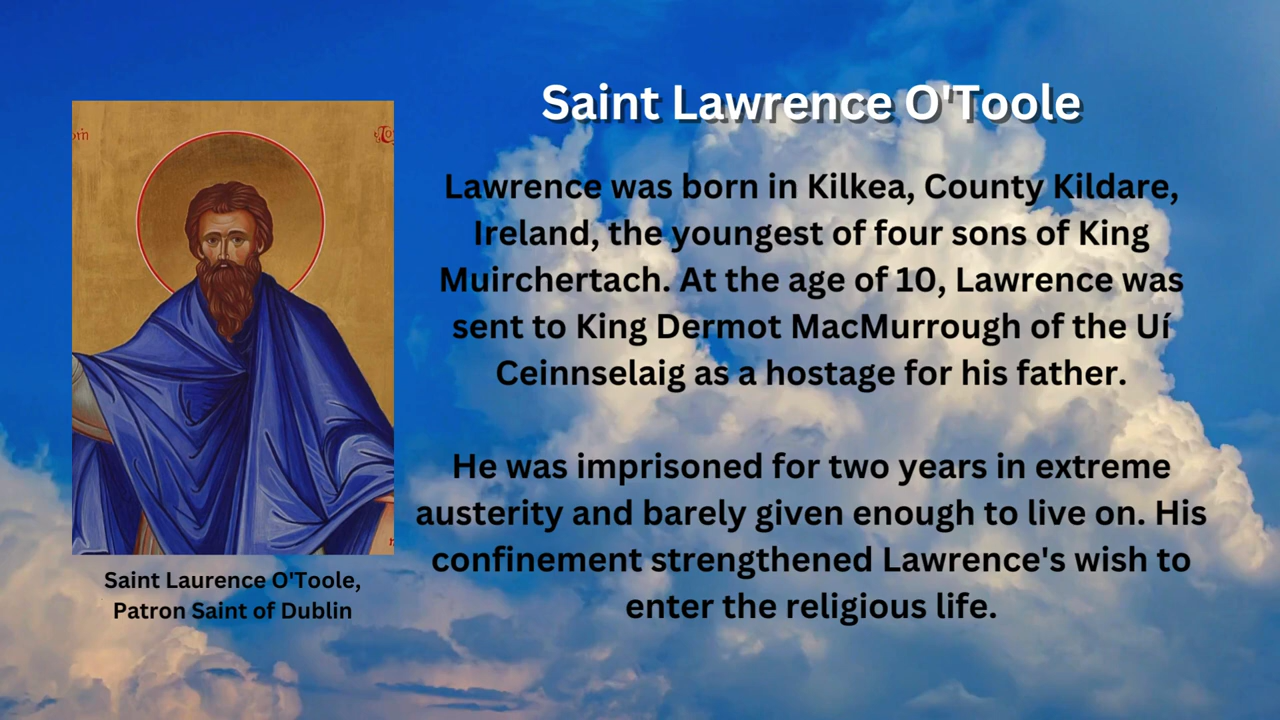 Saint Lawrence O'Toole
Lawrence was born in Kilkea, County Kildare,
Ireland, the youngest of four sons of King
Muirchertach. At the age of 10, Lawrence was
sent to King Dermot MacMurrough of the Uí
Ceinnselaig as a hostage for his father.
He was imprisoned for two years in extreme
austerity and barely given enough to live on. His
confinement strengthened Lawrence's wish to
enter the religious life.
Saint Laurence O'Toole,
Patron Saint of Dublin